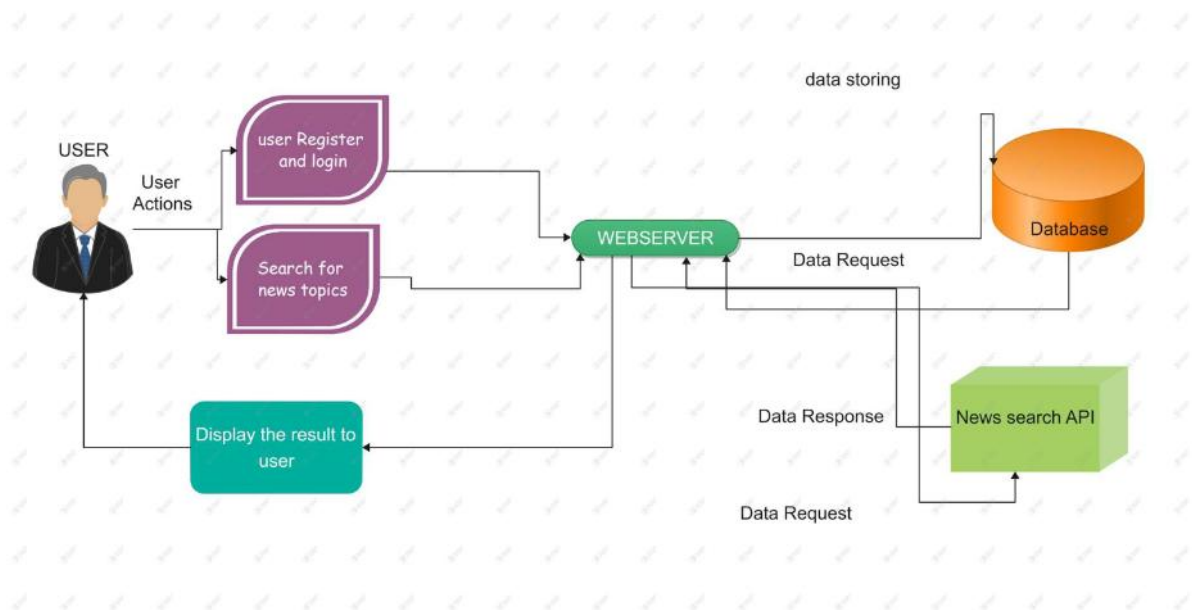 data storing
USER
user Register
and login
User
Actions
WEBSERVER
Database
Data Request
Search for
news topics
Data Response
News search API
Display the result to
user
Data Request